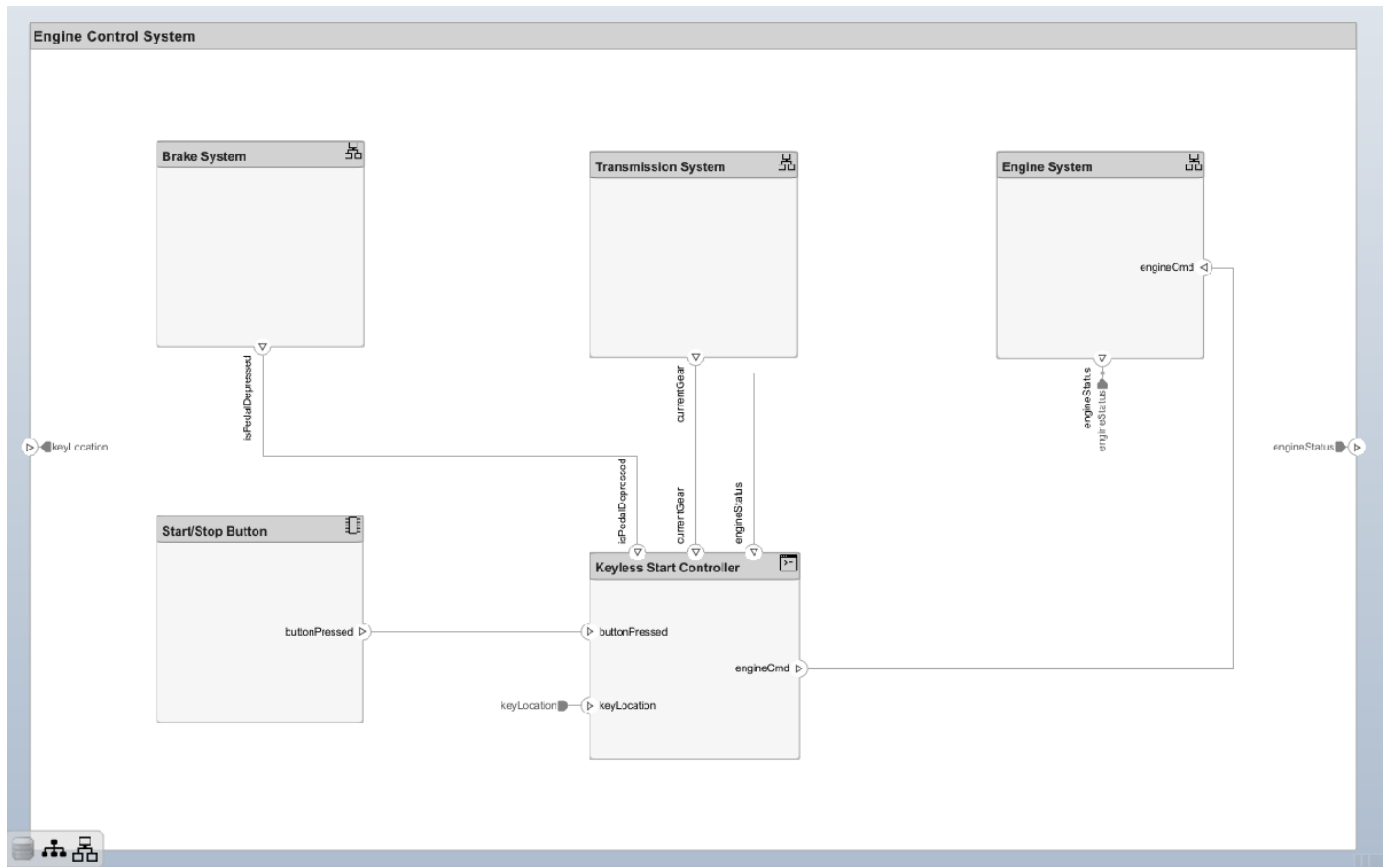 Engine Control System
Brake System
Transmission System
Engine System
engineCmd
isPedalDepressed
currentGear
engineStatus
engineStatus
keyLocation
engineStatus
isPedalDepressed
currentGear
engineStatus
Start/Stop Button
Keyless Start Controller
buttonPressed
buttonPressed
engineCmd
keyLocation
keyLocation